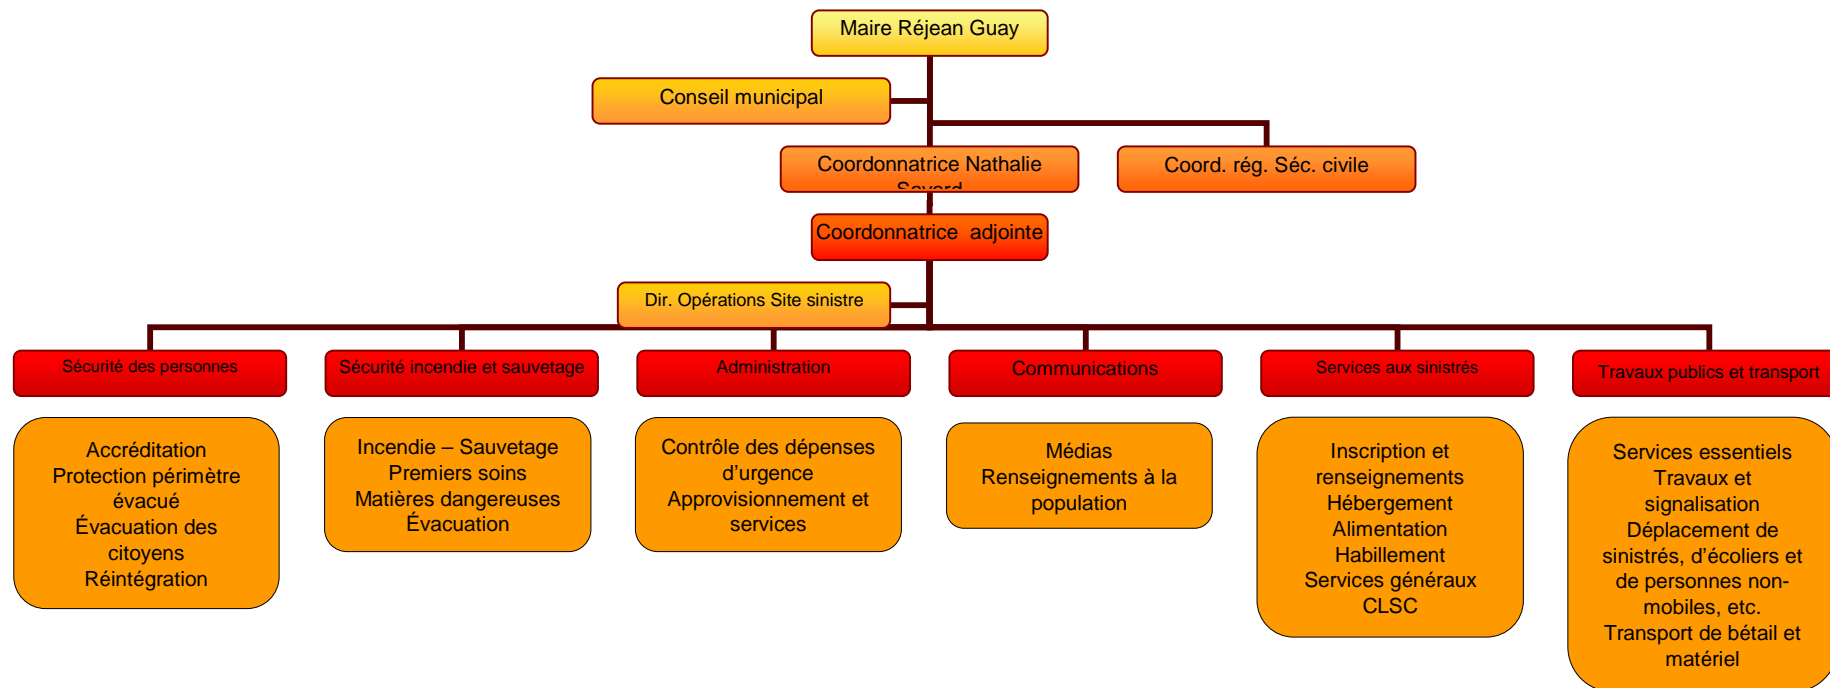 Maire Réjean Guay
Conseil municipal
Coordonnatrice Nathalie
Coord. rég. Séc. civile
Coordonnatrice adjointe
Dir. Opérations Site sinistre
Sécurité des personnes
Sécurité incendie et sauvetage
Administration
Communications
Services aux sinistrés
Travaux publics et transport
Accréditation
Protection périmètre
évacué
Évacuation des
citoyens
Réintégration
Incendie – Sauvetage
Premiers soins
Matières dangereuses
Évacuation
Contrôle des dépenses
d’urgence
Approvisionnement et
services
Médias
Renseignements à la
population
Inscription et
renseignements
Hébergement
Alimentation
Habillement
Services généraux
CLSC
Services essentiels
Travaux et
signalisation
Déplacement de
sinistrés, d’écoliers et
de personnes non-
mobiles, etc.
Transport de bétail et
matériel